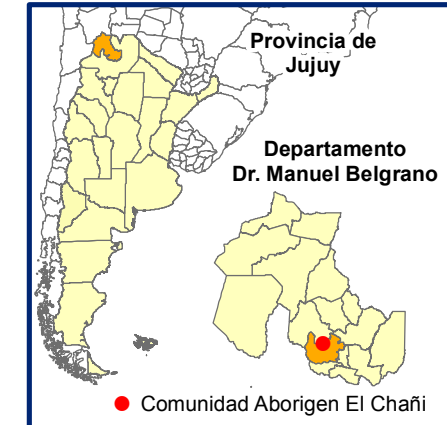 Provincia de
Jujuy
Departamento
Dr. Manuel Belgrano
Comunidad Aborigen El Chañi